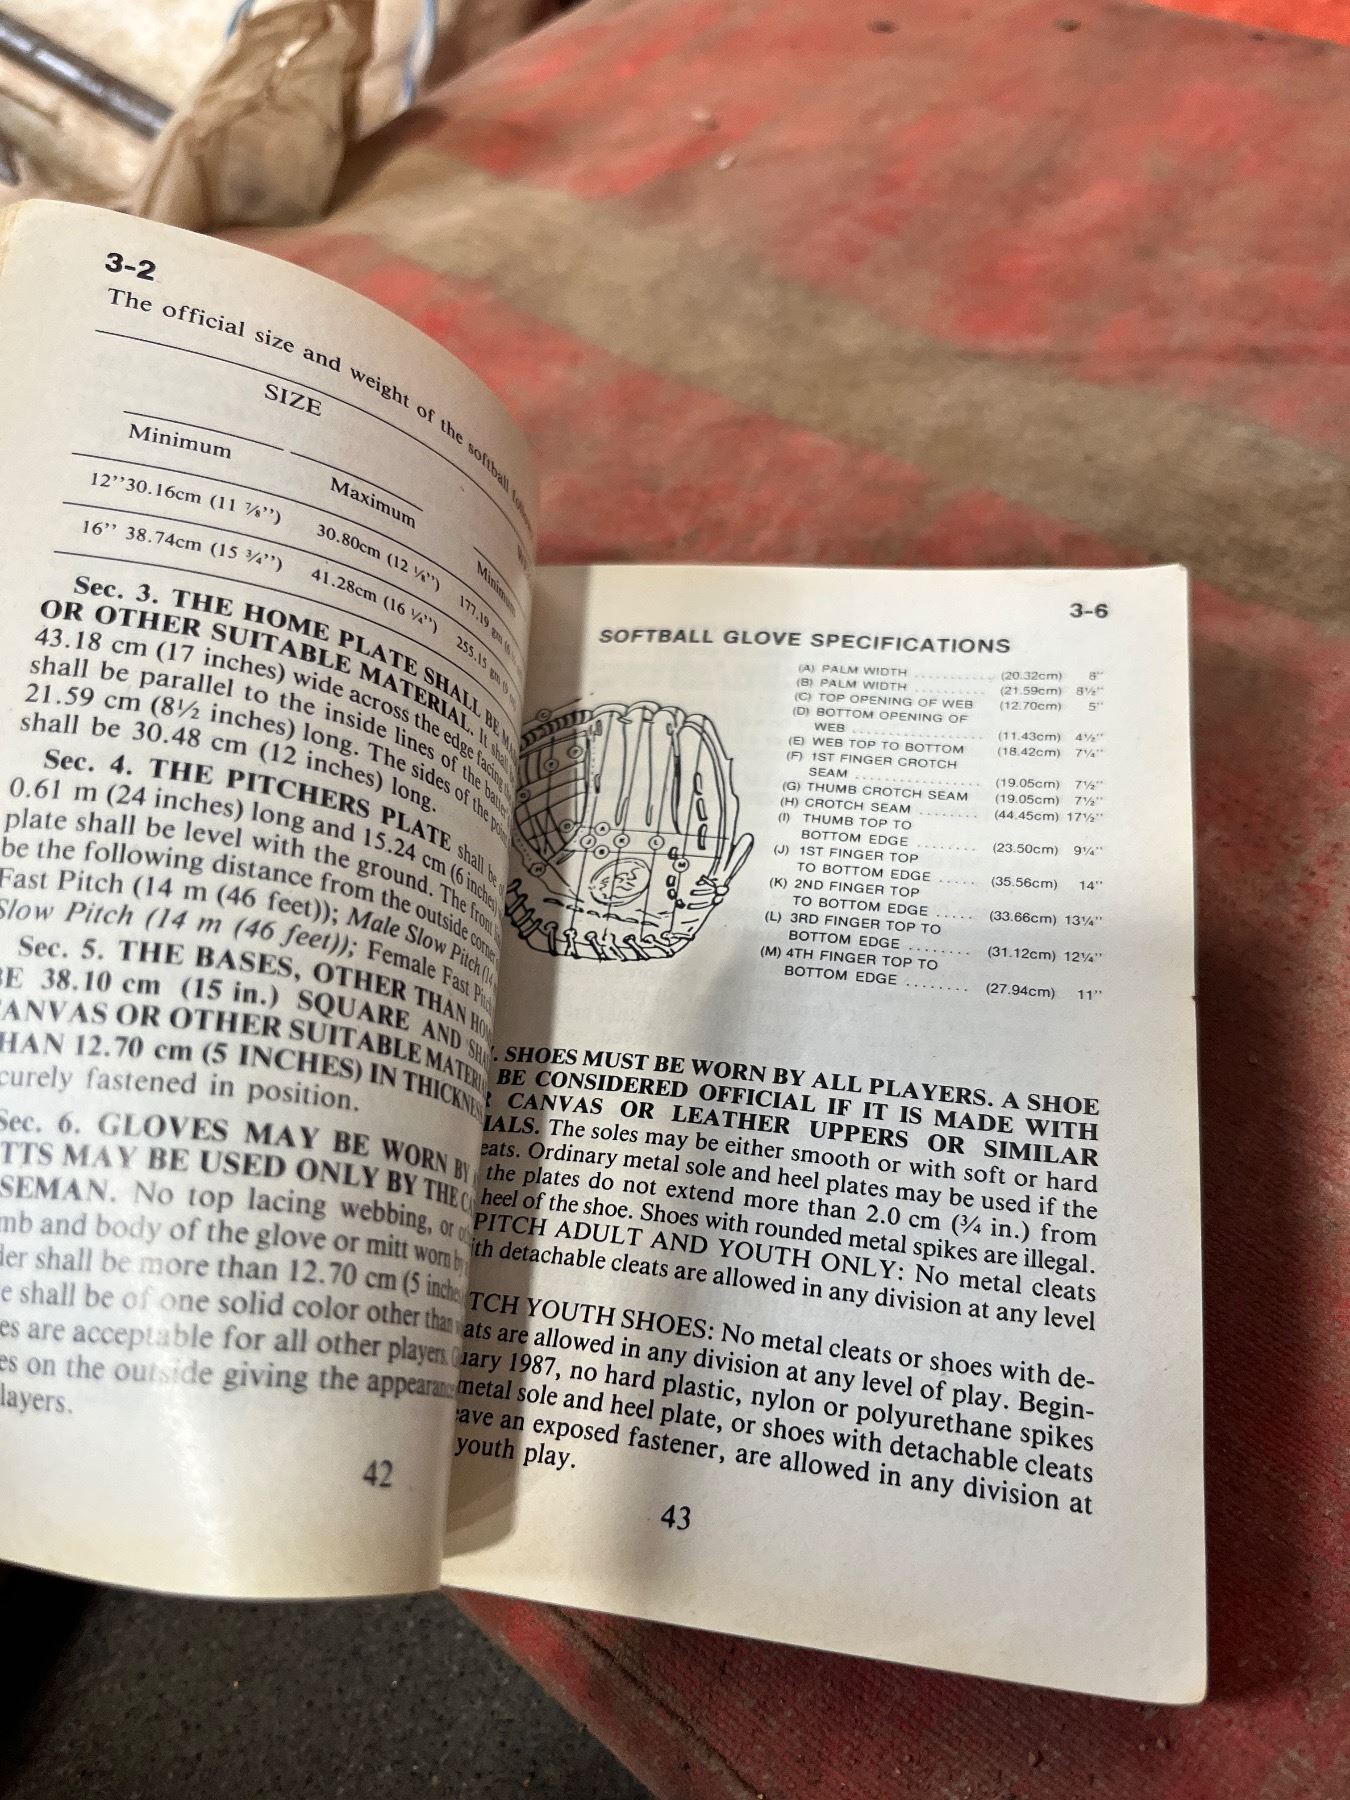 3-2
The official size and weight of the softball
SIZE
Minimum
Maximum
Minimum
12’’30.16cm (11 ⅞’’) 30.80cm (12 ⅛’’) 177.19 gm
16’’ 38.74cm (15 ¾’’) 41.28cm (16 ¼’’) 255.15 gm
Sec. 3. THE HOME PLATE SHALL BE
OR OTHER SUITABLE MATERIAL. It shall
43.18 cm (17 inches) wide across the edge facing the
shall be parallel to the inside lines of the
21.59 cm (8½ inches) long. The sides of the
shall be 30.48 cm (12 inches) long.
Sec. 4. THE PITCHERS PLATE shall be of
0.61 m (24 inches) long and 15.24 cm (6 inches)
plate shall be level with the ground. The front
be the following distance from the outside corner
Fast Pitch (14 m (46 feet)); Male Slow Pitch
Slow Pitch (14 m (46 feet)); Female Fast
Sec. 5. THE BASES, OTHER THAN
BE 38.10 cm (15 in.) SQUARE AND
CANVAS OR OTHER SUITABLE
HAN 12.70 cm (5 INCHES) IN
curely fastened in position.
Sec. 6. GLOVES MAY BE WORN
TTS MAY BE USED ONLY BY THE
SEMAN. No top lacing webbing, or
mb and body of the glove or mitt worn
ler shall be more than 12.70 cm (5
e shall be of one solid color other than
es are acceptable for all other players.
es on the outside giving the
layers.
42
3-6
SOFTBALL GLOVE SPECIFICATIONS
(A) PALM WIDTH .......... (20.32cm) 8’’
(B) PALM WIDTH .......... (21.59cm) 8½’’
(C) TOP OPENING OF WEB (12.70cm) 5’’
(D) BOTTOM OPENING OF
WEB .......... (11.43cm) 4½’’
(E) WEB TOP TO BOTTOM (18.42cm) 7¼’’
(F) 1ST FINGER CROTCH
SEAM .......... (19.05cm) 7½’’
(G) THUMB CROTCH SEAM (19.05cm) 7½’’
(H) CROTCH SEAM ........ (44.45cm) 17½’’
(I) THUMB TOP TO
BOTTOM EDGE ........ (23.50cm) 9¼’’
(J) 1ST FINGER TOP
TO BOTTOM EDGE ..... (35.56cm) 14’’
(K) 2ND FINGER TOP
TO BOTTOM EDGE ..... (33.66cm) 13¼’’
(L) 3RD FINGER TOP TO
BOTTOM EDGE ........ (31.12cm) 12¼’’
(M) 4TH FINGER TOP TO
BOTTOM EDGE ........ (27.94cm) 11’’
. SHOES MUST BE WORN BY ALL PLAYERS. A SHOE
BE CONSIDERED OFFICIAL IF IT IS MADE WITH
R CANVAS OR LEATHER UPPERS OR SIMILAR
IALS. The soles may be either smooth or with soft or hard
eats. Ordinary metal sole and heel plates may be used if the
the plates do not extend more than 2.0 cm (¾ in.) from
heel of the shoe. Shoes with rounded metal spikes are illegal.
PITCH ADULT AND YOUTH ONLY: No metal cleats
th detachable cleats are allowed in any division at any level
TCH YOUTH SHOES: No metal cleats or shoes with de-
ats are allowed in any division at any level of play. Begin-
uary 1987, no hard plastic, nylon or polyurethane spikes
metal sole and heel plate, or shoes with detachable cleats
eave an exposed fastener, are allowed in any division at
youth play.
43